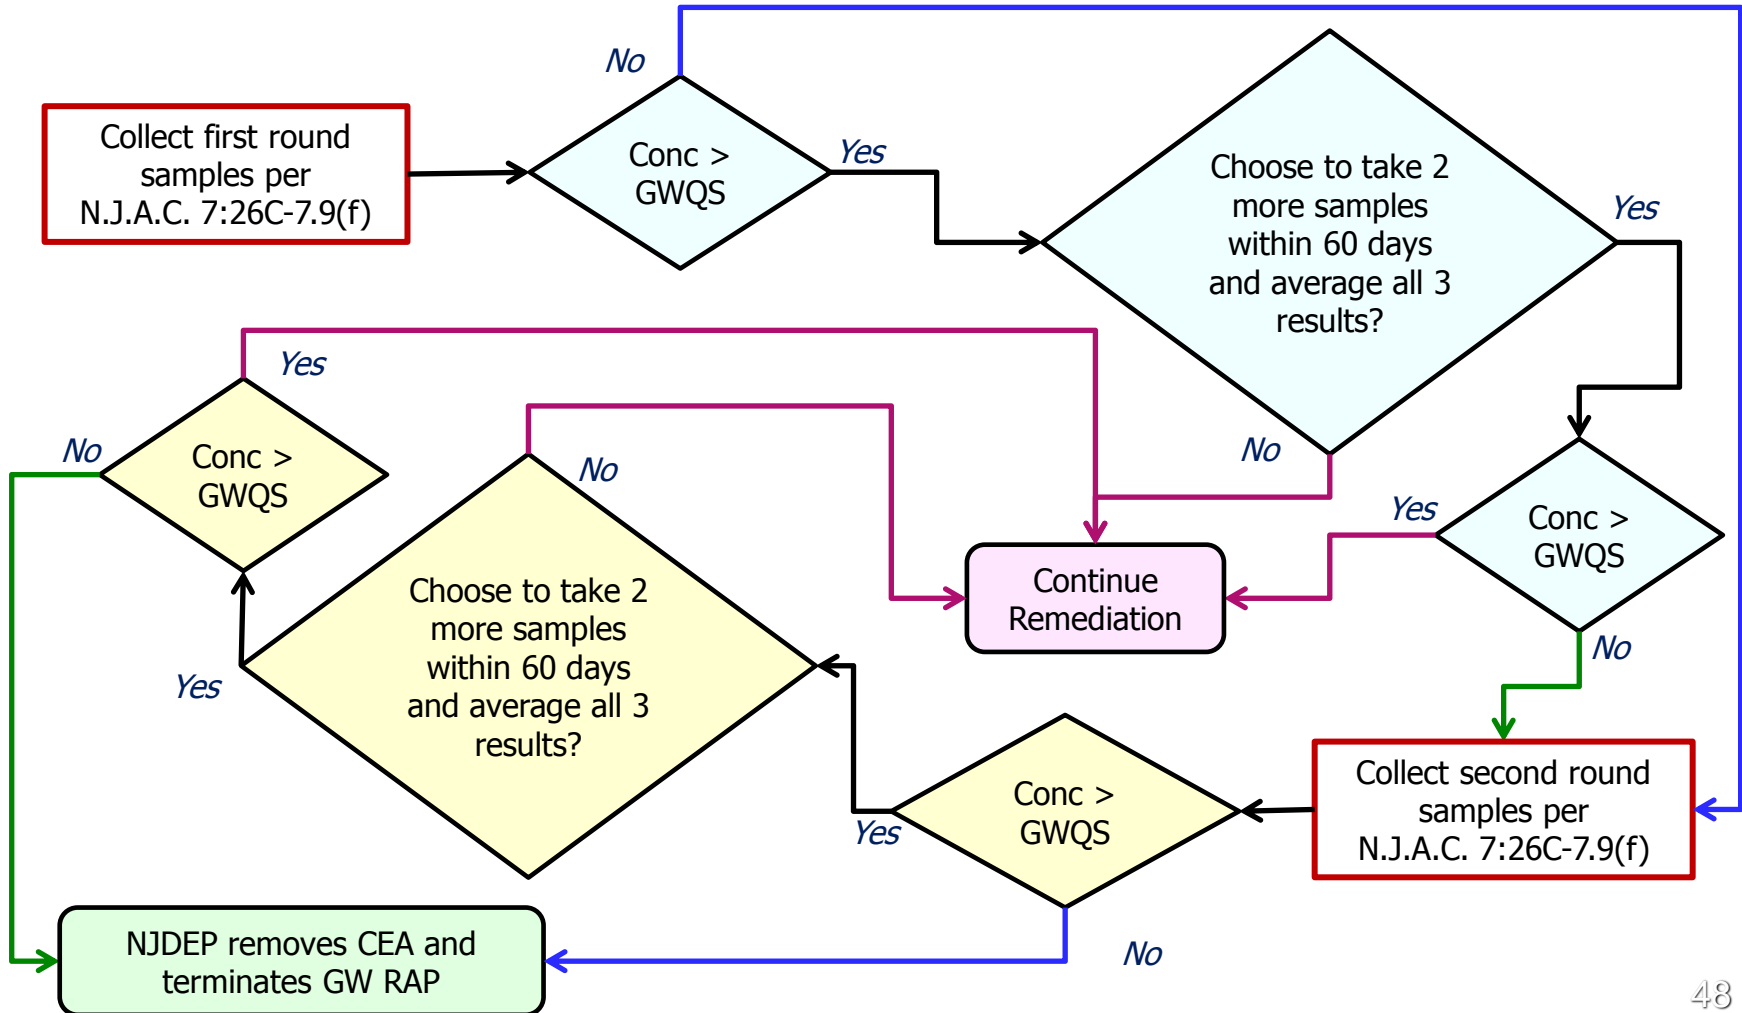 No
Collect first round
samples per
N.J.A.C. 7:26C-7.9(f)
Conc >
GWQS
Yes
Choose to take 2
more samples
within 60 days
and average all 3
results?
Yes
No
Yes
Conc >
GWQS
No
Yes
No
Conc >
GWQS
No
Continue
Remediation
Choose to take 2
more samples
within 60 days
and average all 3
results?
Yes
Conc >
GWQS
Yes
No
Collect second round
samples per
N.J.A.C. 7:26C-7.9(f)
NJDEP removes CEA and
terminates GW RAP
48